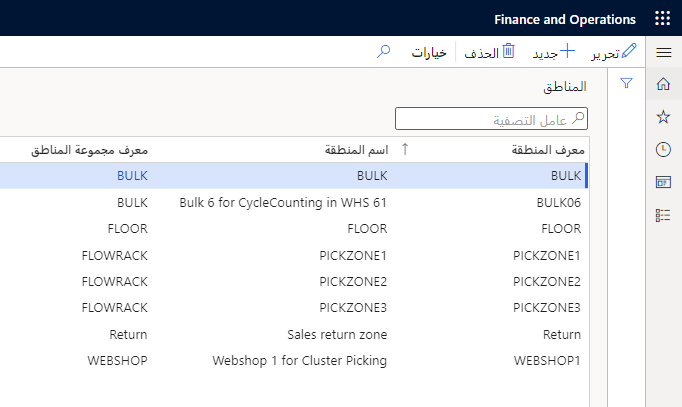 Finance and Operations
تحرير جديد الحذف خيارات
المناطق
عامل التصفية
معرف المنطقة اسم المنطقة معرف مجموعة المناطق
BULK BULK BULK
BULK06 Bulk 6 for CycleCounting in WHS 61 BULK
FLOOR FLOOR FLOOR
PICKZONE1 PICKZONE1 FLOWRACK
PICKZONE2 PICKZONE2 FLOWRACK
PICKZONE3 PICKZONE3 FLOWRACK
Return Sales return zone Return
WEBSHOP1 Webshop 1 for Cluster Picking WEBSHOP